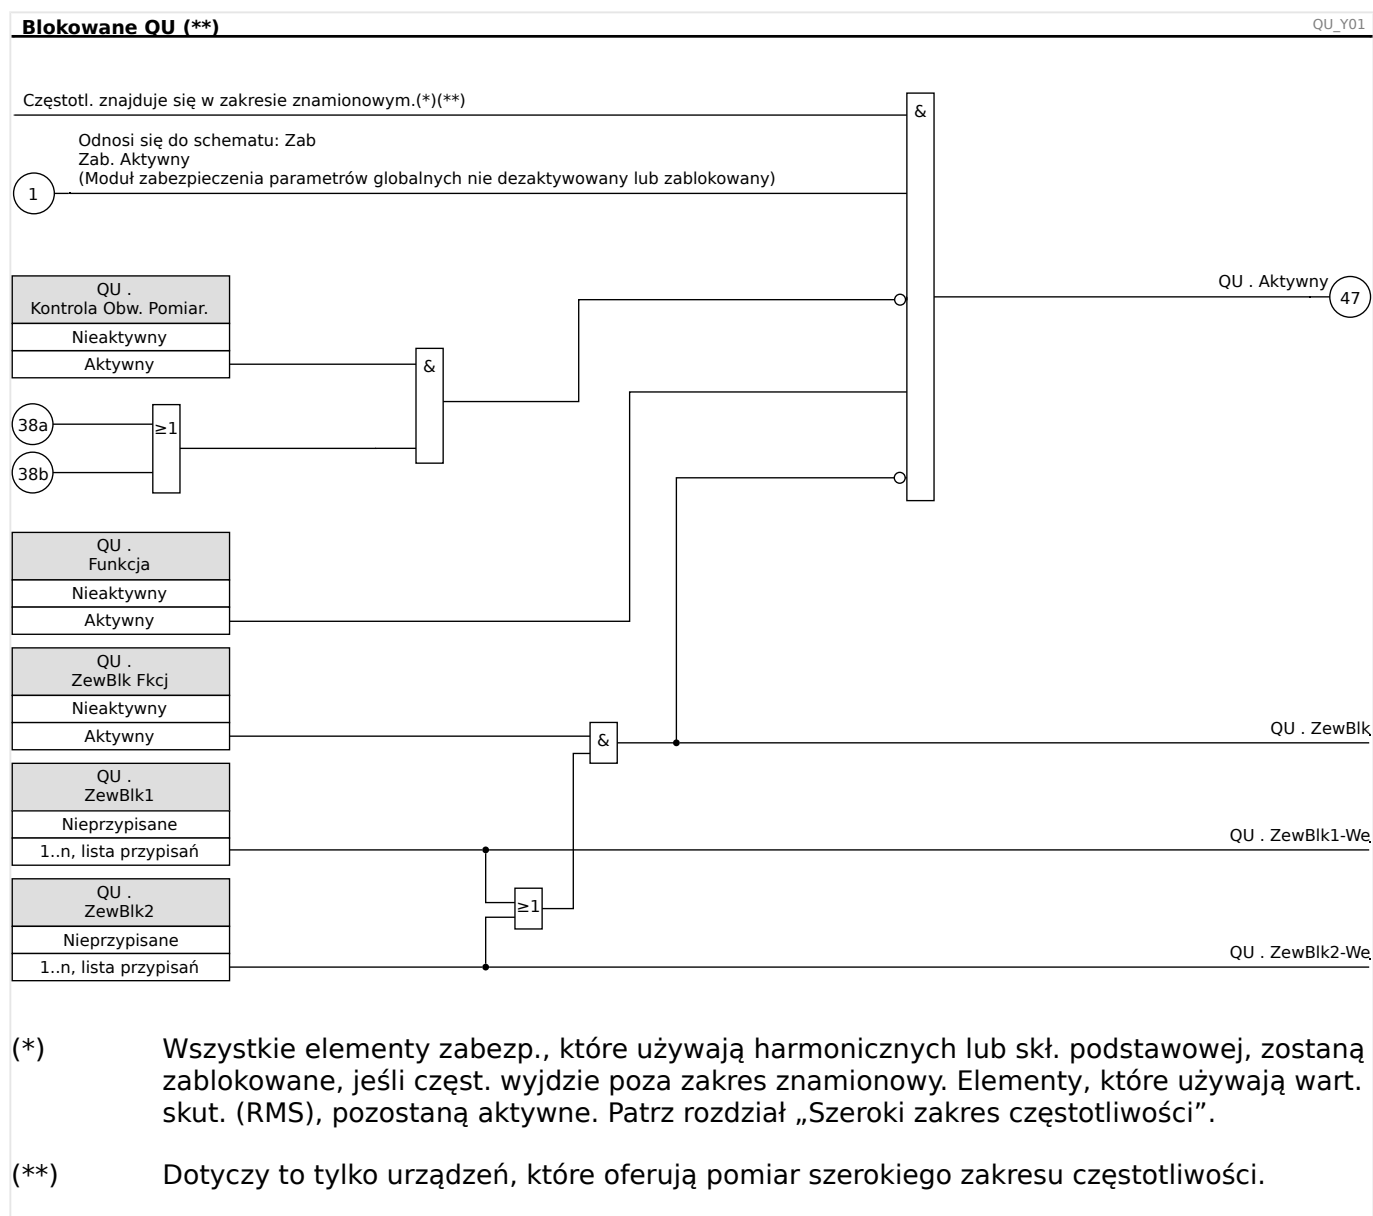 Blokowane QU (**)
QU_Y01
Częstotl. znajduje się w zakresie znamionowym.(*)(**)
&
Odnosi się do schematu: Zab
Zab. Aktywny
(Moduł zabezpieczenia parametrów globalnych nie dezaktywowany lub zablokowany)
1
QU . Aktywny
47
QU .
Kontrola Obw. Pomiar.
Nieaktywny
Aktywny
&
38a
≥1
38b
QU .
Funkcja
Nieaktywny
Aktywny
QU .
ZewBlk Fkcj
Nieaktywny
Aktywny
&
QU . ZewBlk
QU .
ZewBlk1
Nieprzypisane
1..n, lista przypisań
QU . ZewBlk1-We
QU .
ZewBlk2
≥1
Nieprzypisane
1..n, lista przypisań
QU . ZewBlk2-We
(*) Wszystkie elementy zabezp., które używają harmonicznych lub skł. podstawowej, zostaną
zablokowane, jeśli częst. wyjdzie poza zakres znamionowy. Elementy, które używają wart.
skut. (RMS), pozostaną aktywne. Patrz rozdział „Szeroki zakres częstotliwości”.
(**) Dotyczy to tylko urządzeń, które oferują pomiar szerokiego zakresu częstotliwości.